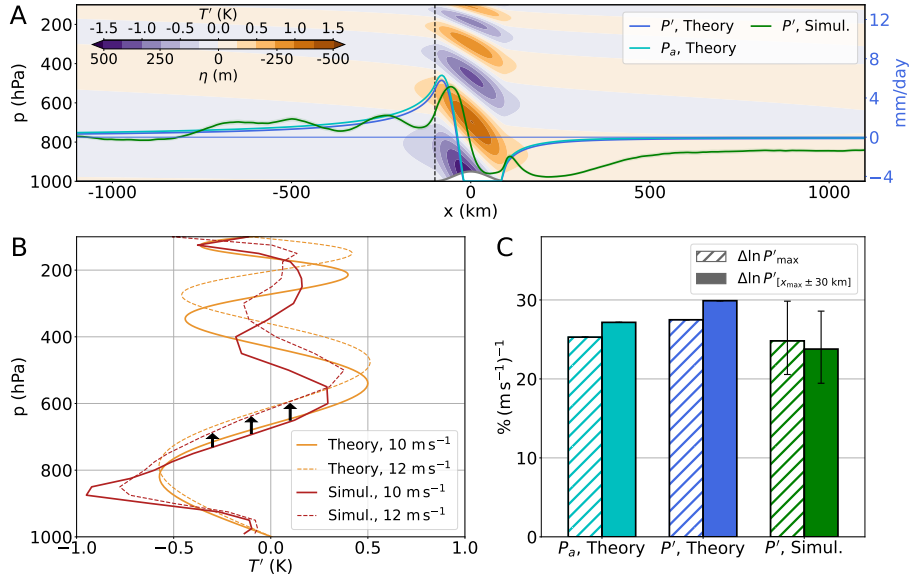 A
T′ (K)
-1.5 -1.0 -0.5 0.0 0.5 1.0 1.5
500 250 0 -250 -500
η (m)
P′, Theory
Pₐ, Theory
P′, Simul.
p (hPa)
200
400
600
800
1000
12
8
4
0
−4
mm/day
-1000 -500 0 500 1000
x (km)
B
p (hPa)
200
400
600
800
1000
Theory, 10 m s⁻¹
Theory, 12 m s⁻¹
Simul., 10 m s⁻¹
Simul., 12 m s⁻¹
−1.0 −0.5 0.0 0.5 1.0
T′ (K)
C
% (m s⁻¹)⁻¹
40
30
20
10
0
Δln P′max
Δln P′[xmax ± 30 km]
Pₐ, Theory P′, Theory P′, Simul.